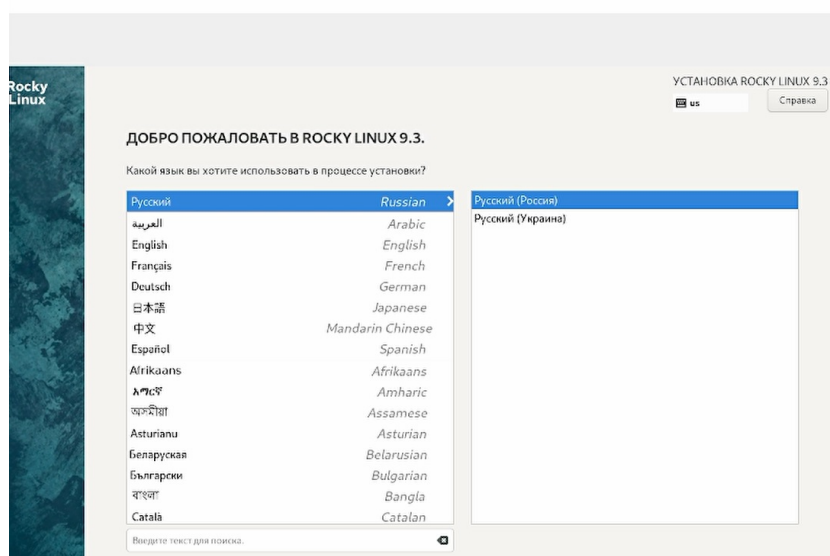 Rocky
Linux
УСТАНОВКА ROCKY LINUX 9.3
us
Справка
ДОБРО ПОЖАЛОВАТЬ В ROCKY LINUX 9.3.
Какой язык вы хотите использовать в процессе установки?
Русский Russian
العربية Arabic
English English
Français French
Deutsch German
日本語 Japanese
中文 Mandarin Chinese
Español Spanish
Afrikaans Afrikaans
አማርኛ Amharic
অসমীয়া Assamese
Asturianu Asturian
Беларуская Belarusian
Български Bulgarian
বাংলা Bangla
Català Catalan
Русский (Россия)
Русский (Украина)
Введите текст для поиска.